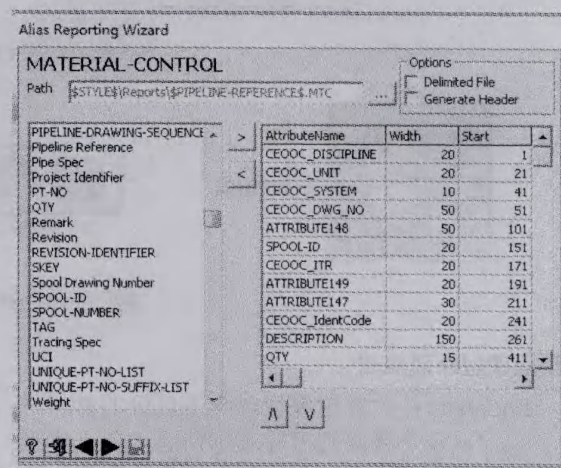 Alias Reporting Wizard
MATERIAL-CONTROL
Path $STYLE$\Reports\$PIPELINE-REFERENCE$.MTC ...
Options
Delimited File
Generate Header
PIPELINE-DRAWING-SEQUENCE
Pipeline Reference
Pipe Spec
Project Identifier
PT-NO
QTY
Remark
Revision
REVISION-IDENTIFIER
SKEY
Spool Drawing Number
SPOOL-ID
SPOOL-NUMBER
TAG
Tracing Spec
UCI
UNIQUE-PT-NO-LIST
UNIQUE-PT-NO-SUFFIX-LIST
Weight
>
<
AttributeName Width Start
CEOOC_DISCIPLINE 20 1
CEOOC_UNIT 20 21
CEOOC_SYSTEM 10 41
CEOOC_DWG_NO 50 51
ATTRIBUTE148 50 101
SPOOL-ID 20 151
CEOOC_ITR 20 171
ATTRIBUTE149 20 191
ATTRIBUTE147 30 211
CEOOC_IdentCode 20 241
DESCRIPTION 150 261
QTY 15 411
/\ \/
?